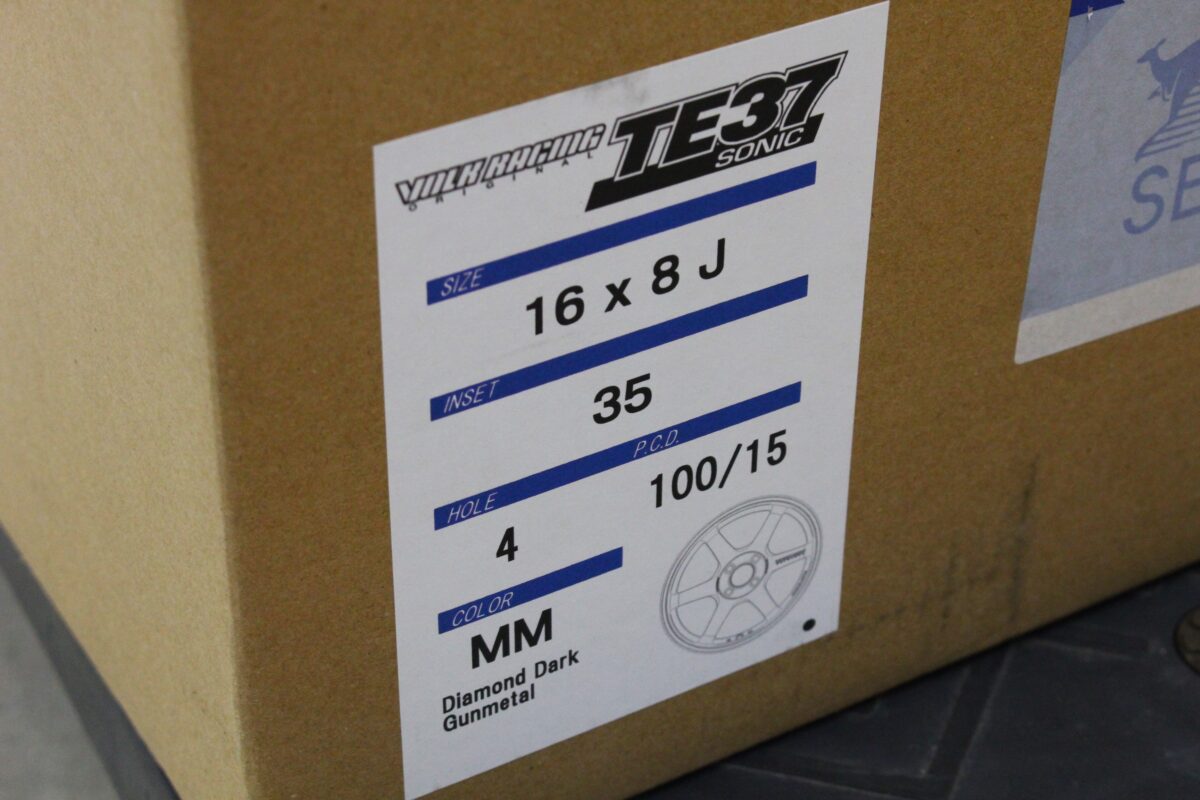 VOLK RACING
ORIGINAL
TE37
SONIC
SIZE
16 x 8 J
INSET
35
HOLE
P.C.D.
4
100/15
COLOR
MM
Diamond Dark
Gunmetal
SE